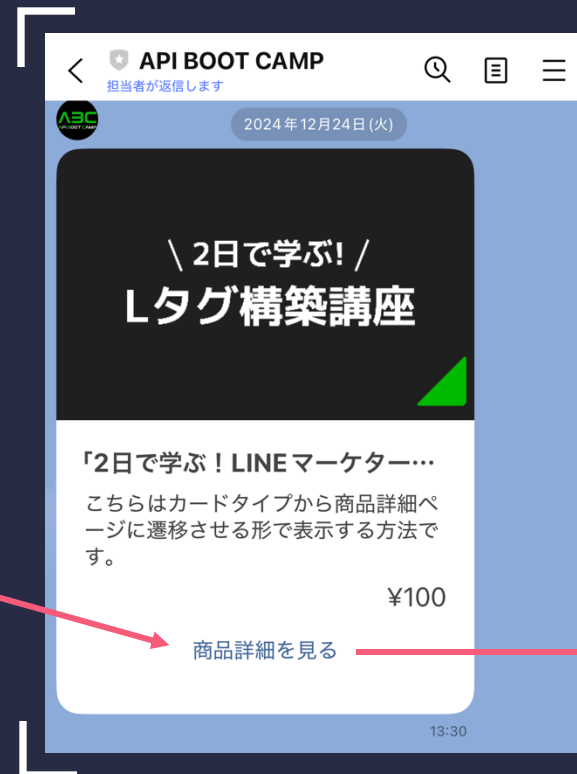 API BOOT CAMP
担当者が返信します
ABC
API BOOT CAMP
2024年12月24日(火)
\ 2日で学ぶ! /
Lタグ構築講座
「2日で学ぶ！LINEマーケター…
こちらはカードタイプから商品詳細ペ
ージに遷移させる形で表示する方法で
す。
¥100
商品詳細を見る
13:30